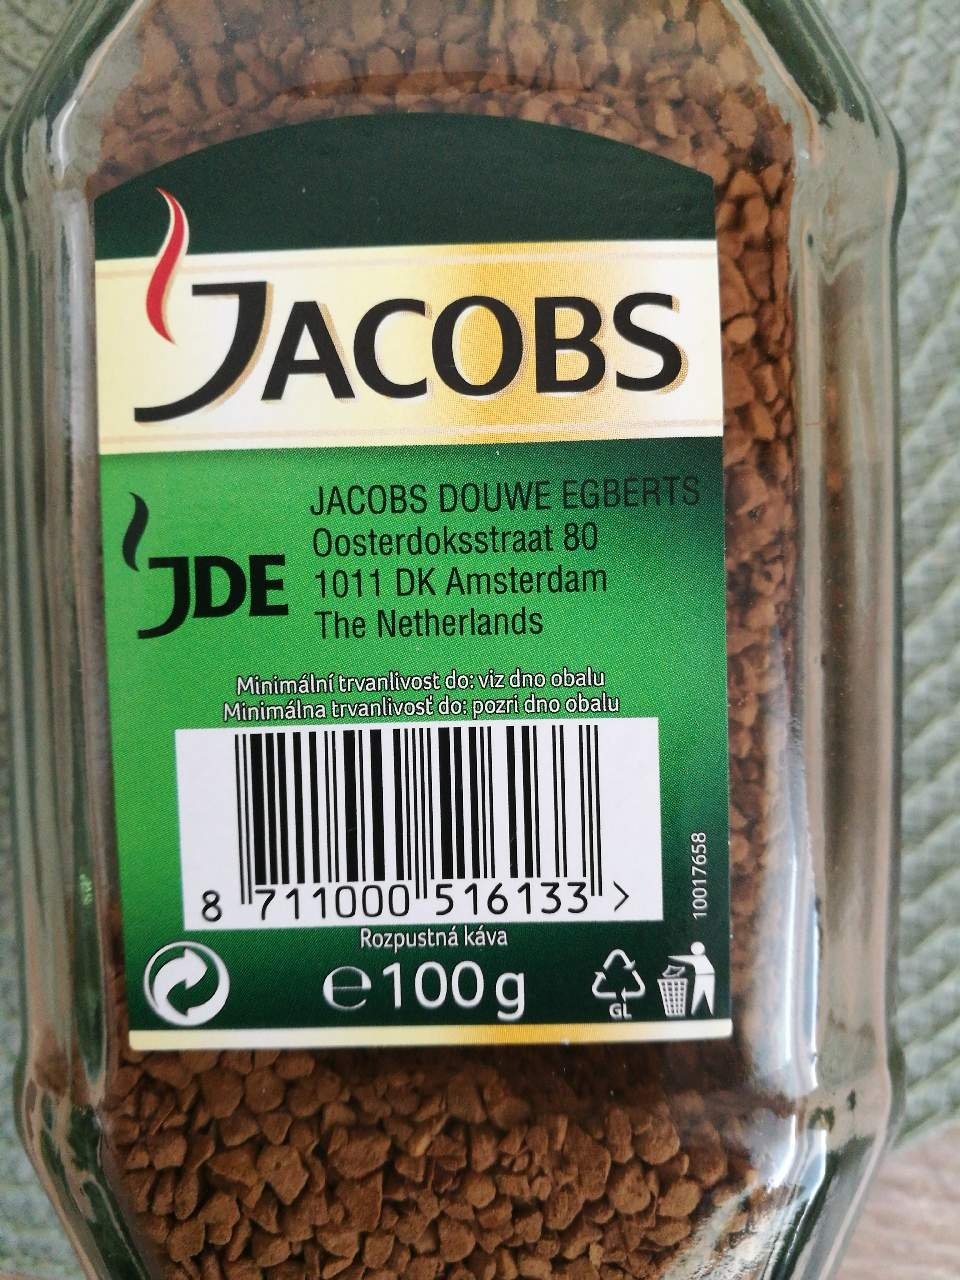 JACOBS
JDE
JACOBS DOUWE EGBERTS
Oosterdoksstraat 80
1011 DK Amsterdam
The Netherlands
Minimální trvanlivost do: viz dno obalu
Minimálna trvanlivosť do: pozri dno obalu
8 711000 516133 >
10017658
Rozpustná káva
℮100 g
GL